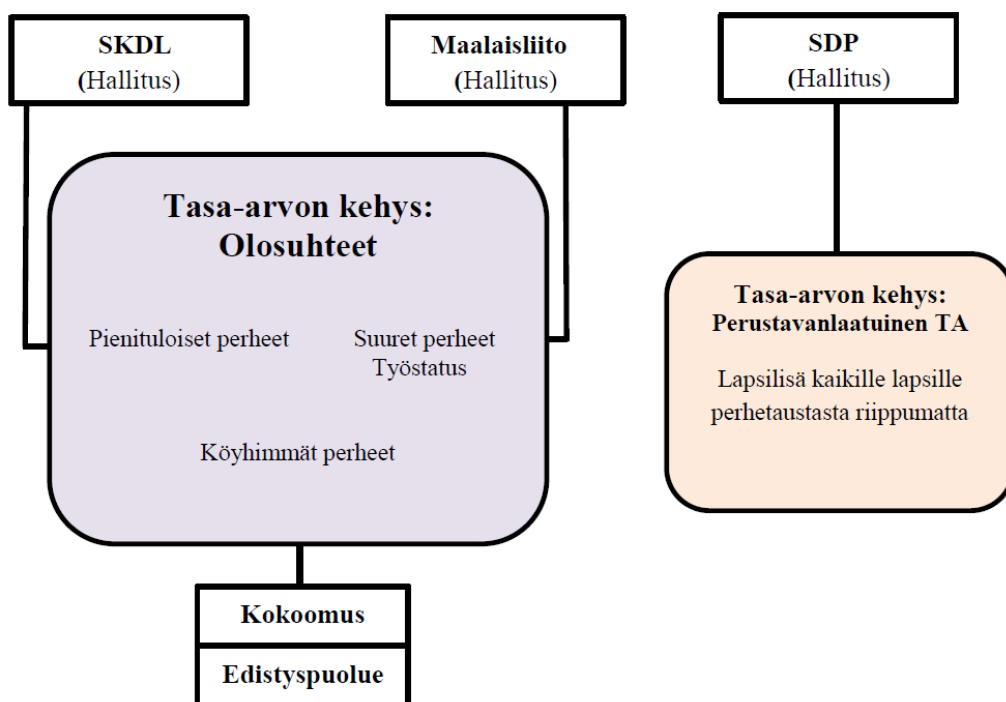 SKDL
(Hallitus)
Maalaisliito
(Hallitus)
SDP
(Hallitus)
Tasa-arvon kehys:
Olosuhteet
Pienituloiset perheet
Suuret perheet
Työstatus
Köyhimmät perheet
Tasa-arvon kehys:
Perustavanlaatuinen TA
Lapsilisä kaikille lapsille
perhetaustasta riippumatta
Kokoomus
Edistyspuolue